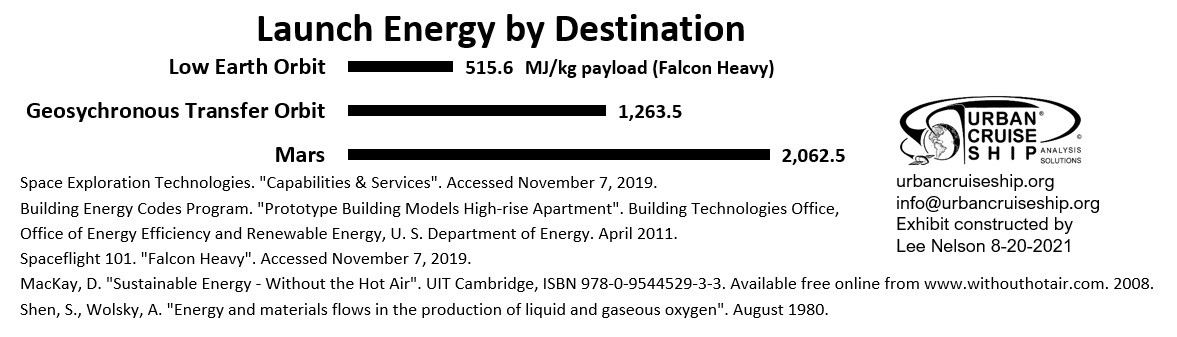 Launch Energy by Destination
Low Earth Orbit 515.6 MJ/kg payload (Falcon Heavy)
Geosychronous Transfer Orbit 1,263.5
Mars 2,062.5
Space Exploration Technologies. "Capabilities & Services". Accessed November 7, 2019.
Building Energy Codes Program. "Prototype Building Models High-rise Apartment". Building Technologies Office,
Office of Energy Efficiency and Renewable Energy, U. S. Department of Energy. April 2011.
Spaceflight 101. "Falcon Heavy". Accessed November 7, 2019.
MacKay, D. "Sustainable Energy - Without the Hot Air". UIT Cambridge, ISBN 978-0-9544529-3-3. Available free online from www.withouthotair.com. 2008.
Shen, S., Wolsky, A. "Energy and materials flows in the production of liquid and gaseous oxygen". August 1980.
URBAN®
CRUISE ©
SHIP ANALYSIS
SOLUTIONS
urbancruiseship.org
info@urbancruiseship.org
Exhibit constructed by
Lee Nelson 8-20-2021